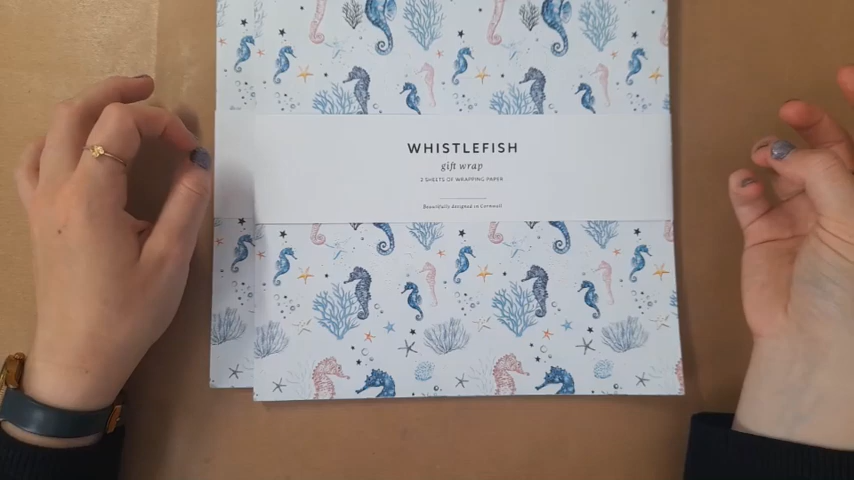 WHISTLEFISH
gift wrap
2 SHEETS OF WRAPPING PAPER
Beautifully designed in Cornwall